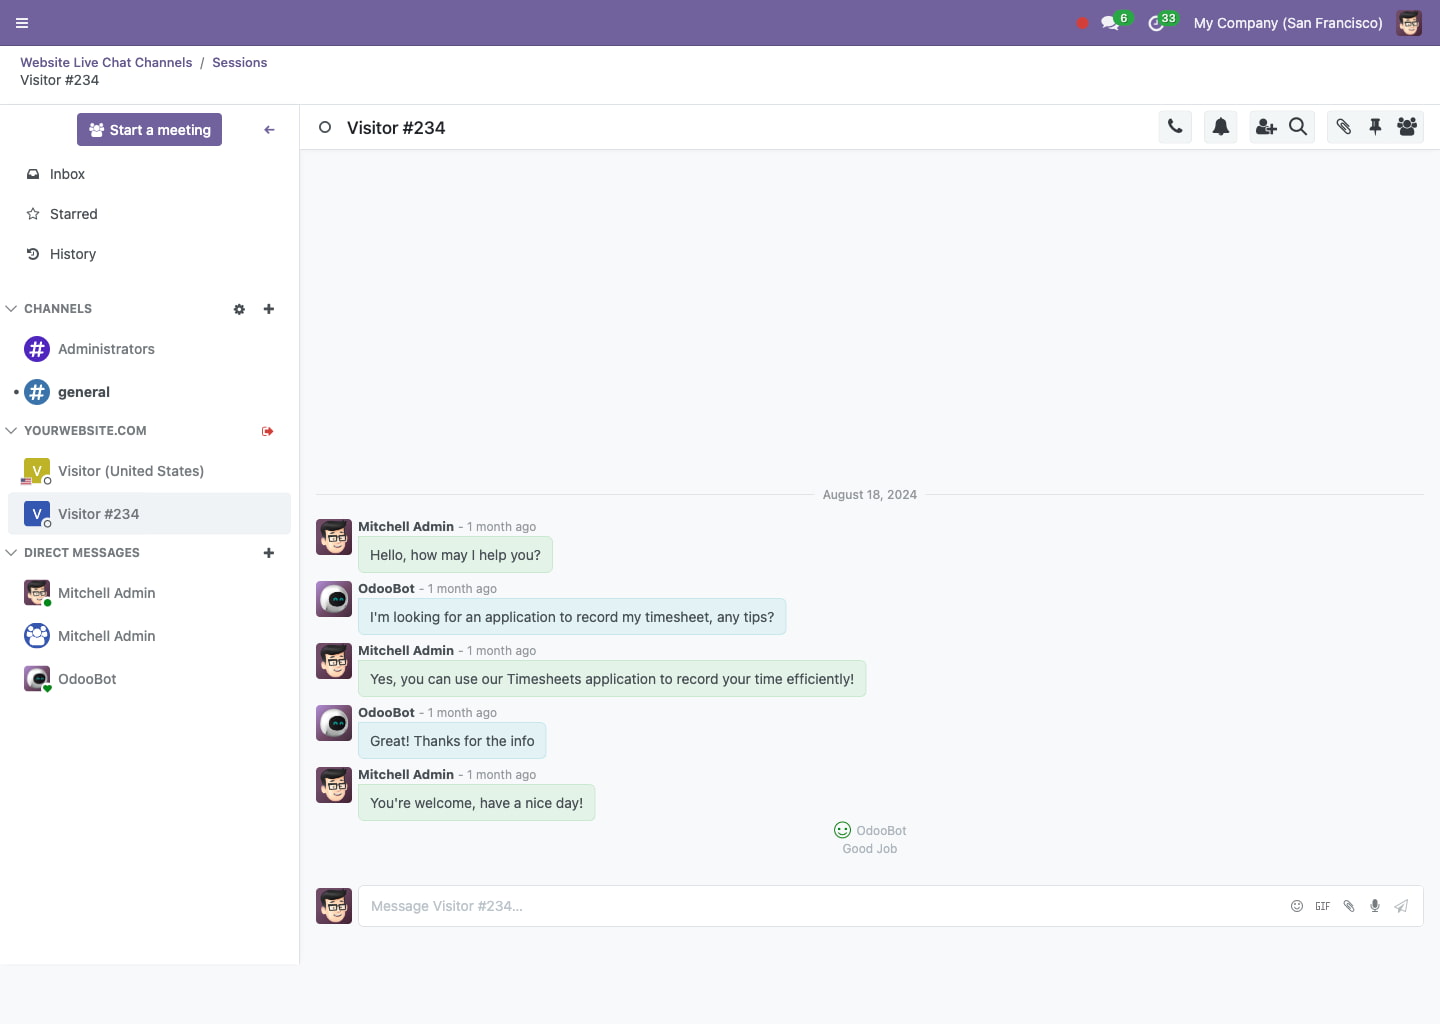 6
33
My Company (San Francisco)
Website Live Chat Channels / Sessions
Visitor #234
Start a meeting
Inbox
Starred
History
CHANNELS
Administrators
general
YOURWEBSITE.COM
V Visitor (United States)
V Visitor #234
DIRECT MESSAGES
Mitchell Admin
Mitchell Admin
OdooBot
Visitor #234
August 18, 2024
Mitchell Admin - 1 month ago
Hello, how may I help you?
OdooBot - 1 month ago
I'm looking for an application to record my timesheet, any tips?
Mitchell Admin - 1 month ago
Yes, you can use our Timesheets application to record your time efficiently!
OdooBot - 1 month ago
Great! Thanks for the info
Mitchell Admin - 1 month ago
You're welcome, have a nice day!
OdooBot
Good Job
Message Visitor #234...
GIF